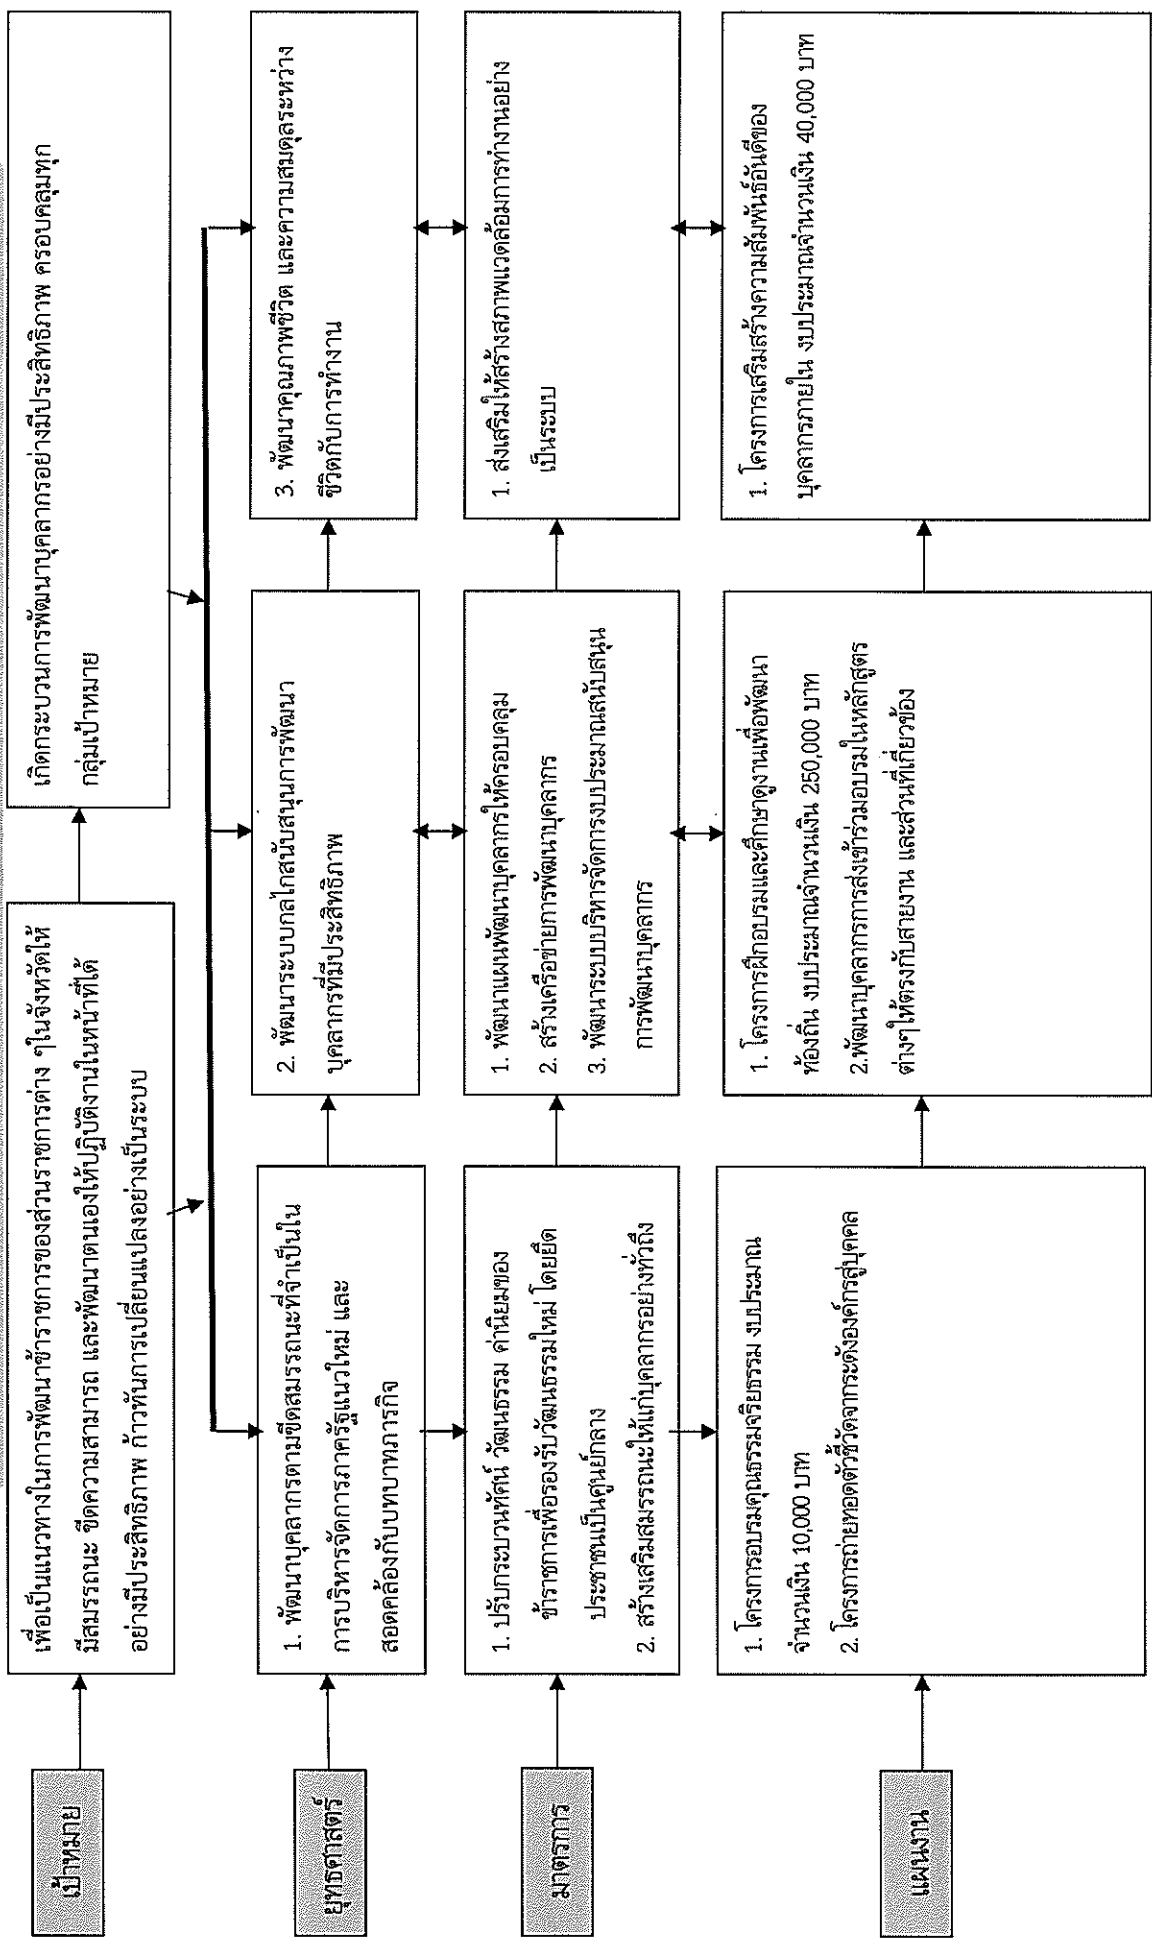 เป้าหมาย
เพื่อเป็นแนวทางในการพัฒนาข้าราชการของส่วนราชการต่าง ๆในจังหวัดให้
มีสมรรถนะ ขีดความสามารถ และพัฒนาตนเองให้ปฏิบัติงานในหน้าที่ได้
อย่างมีประสิทธิภาพ ก้าวทันการเปลี่ยนแปลงอย่างเป็นระบบ
เกิดกระบวนการพัฒนาบุคลากรอย่างมีประสิทธิภาพ ครอบคลุมทุก
กลุ่มเป้าหมาย
ยุทธศาสตร์
1. พัฒนาบุคลากรตามขีดสมรรถนะที่จำเป็นใน
การบริหารจัดการภาครัฐแนวใหม่ และ
สอดคล้องกับบทบาทภารกิจ
2. พัฒนาระบบกลไกสนับสนุนการพัฒนา
บุคลากรที่มีประสิทธิภาพ
3. พัฒนาคุณภาพชีวิต และความสมดุลระหว่าง
ชีวิตกับการทำงาน
มาตรการ
1. ปรับกระบวนทัศน์ วัฒนธรรม ค่านิยมของ
ข้าราชการเพื่อรองรับวัฒนธรรมใหม่ โดยยึด
ประชาชนเป็นศูนย์กลาง
2. สร้างเสริมสมรรถนะให้แก่บุคลากรอย่างทั่วถึง
1. พัฒนาแผนพัฒนาบุคลากรให้ครอบคลุม
2. สร้างเครือข่ายการพัฒนาบุคลากร
3. พัฒนาระบบบริหารจัดการงบประมาณสนับสนุน
การพัฒนาบุคลากร
1. ส่งเสริมให้สร้างสภาพแวดล้อมการทำงานอย่าง
เป็นระบบ
แผนงาน
1. โครงการอบรมคุณธรรมจริยธรรม งบประมาณ
จำนวนเงิน 10,000 บาท
2. โครงการถ่ายทอดตัวชี้วัดจากระดับองค์กรสู่บุคคล
1. โครงการฝึกอบรมและศึกษาดูงานเพื่อพัฒนา
ท้องถิ่น งบประมาณจำนวนเงิน 250,000 บาท
2.พัฒนาบุคลากรการส่งเข้าร่วมอบรมในหลักสูตร
ต่างๆให้ตรงกับสายงาน และส่วนที่เกี่ยวข้อง
1. โครงการเสริมสร้างความสัมพันธ์อันดีของ
บุคลากรภายใน งบประมาณจำนวนเงิน 40,000 บาท